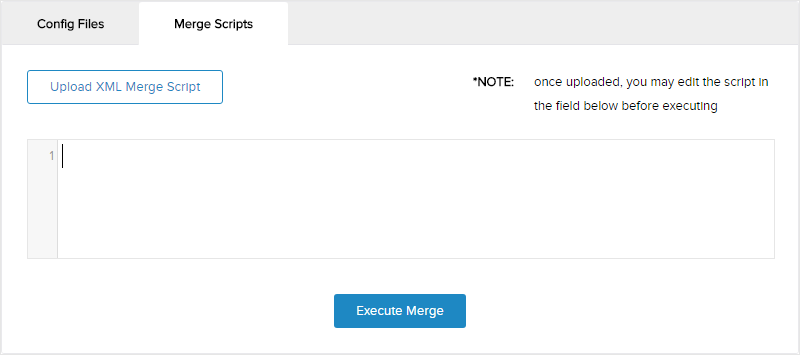 Config Files
Merge Scripts
Upload XML Merge Script
*NOTE: once uploaded, you may edit the script in
the field below before executing
1
Execute Merge